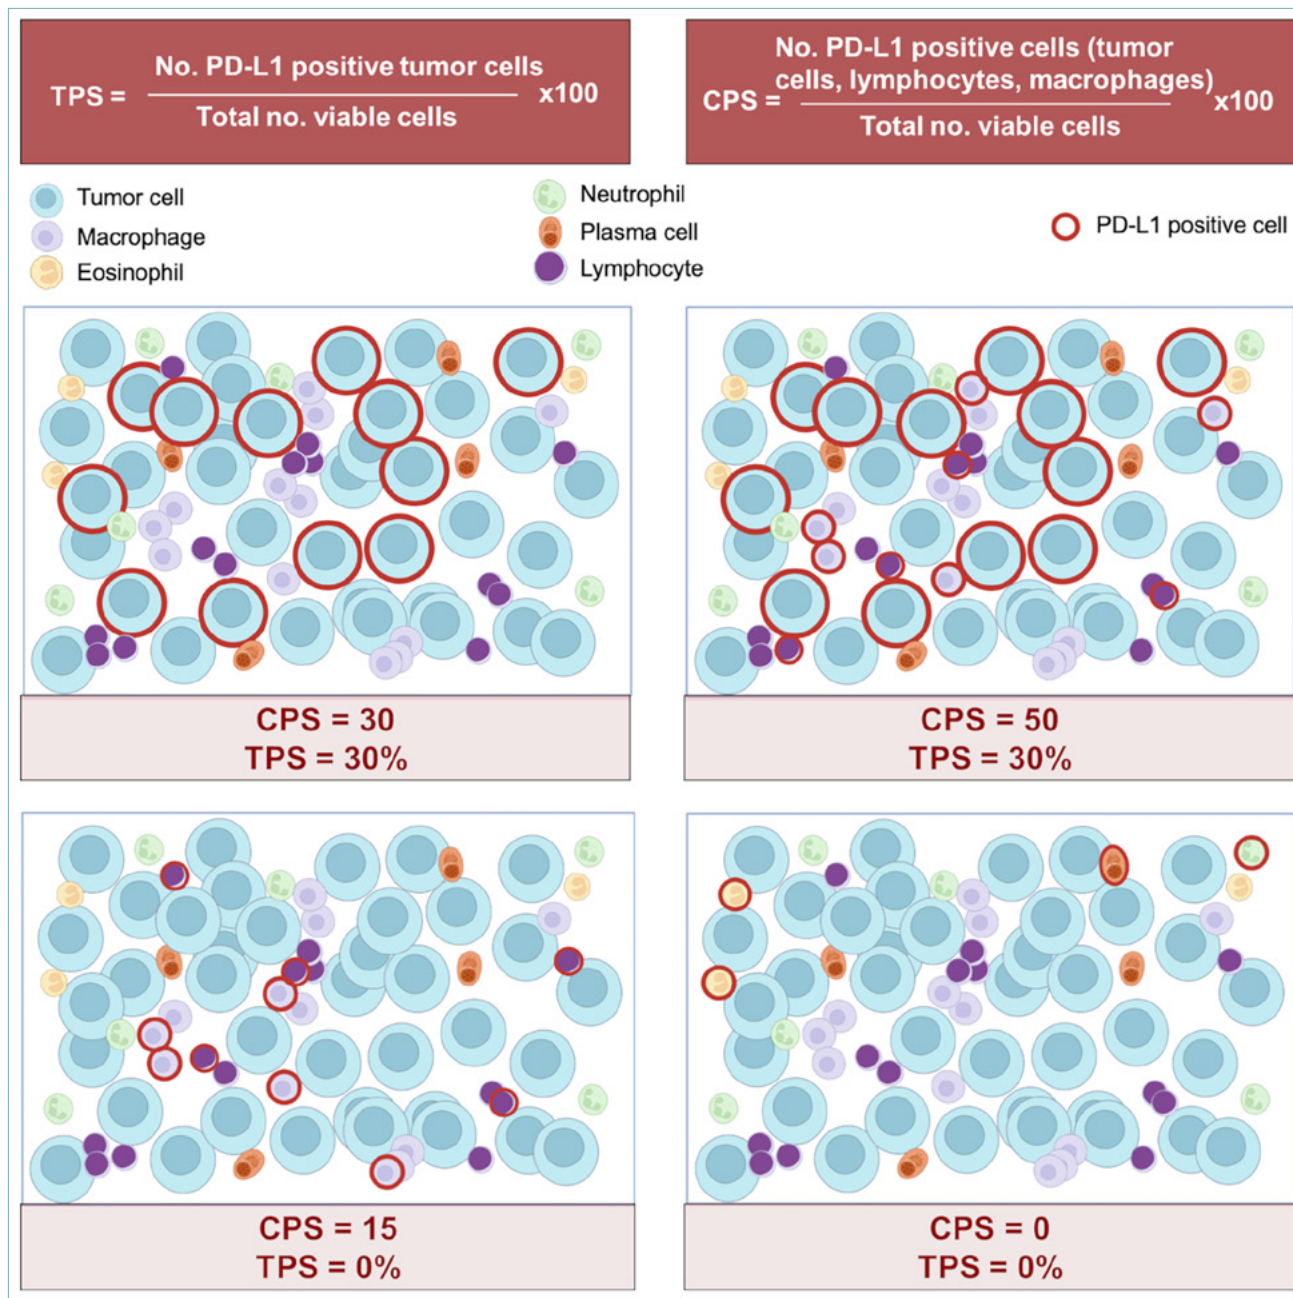 No. PD-L1 positive tumor cells
TPS = x100
Total no. viable cells
No. PD-L1 positive cells (tumor
cells, lymphocytes, macrophages)
CPS = x100
Total no. viable cells
Tumor cell
Macrophage
Eosinophil
Neutrophil
Plasma cell
Lymphocyte
PD-L1 positive cell
CPS = 30
TPS = 30%
CPS = 50
TPS = 30%
CPS = 15
TPS = 0%
CPS = 0
TPS = 0%